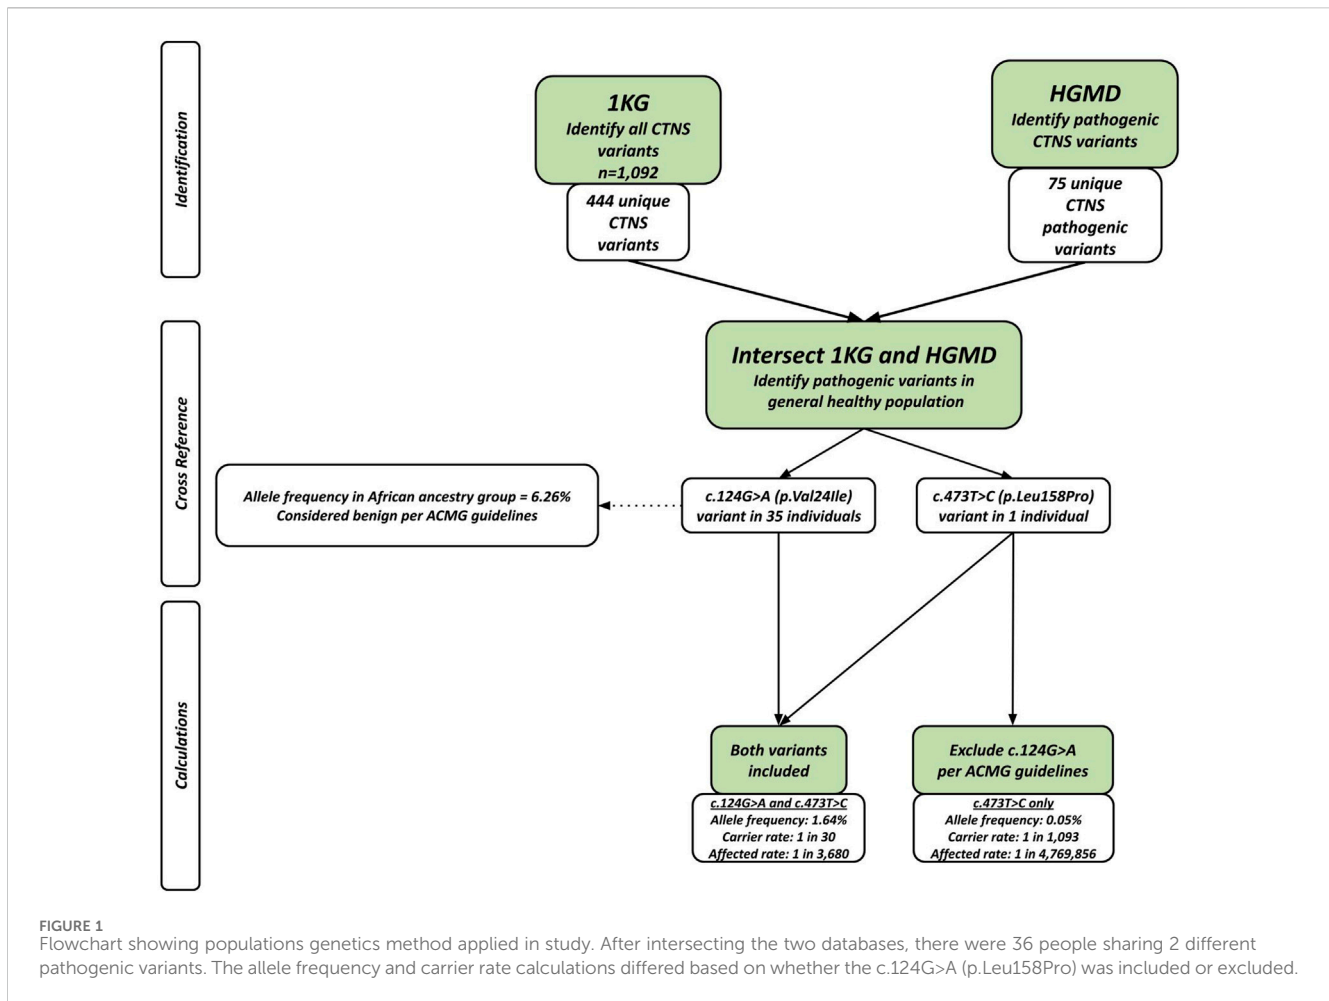 Identification
1KG
Identify all CTNS
variants
n=1,092
444 unique
CTNS
variants
HGMD
Identify pathogenic
CTNS variants
75 unique
CTNS
pathogenic
variants
Cross Reference
Intersect 1KG and HGMD
Identify pathogenic variants in
general healthy population
Allele frequency in African ancestry group = 6.26%
Considered benign per ACMG guidelines
c.124G>A (p.Val24Ile)
variant in 35 individuals
c.473T>C (p.Leu158Pro)
variant in 1 individual
Calculations
Both variants
included
c.124G>A and c.473T>C
Allele frequency: 1.64%
Carrier rate: 1 in 30
Affected rate: 1 in 3,680
Exclude c.124G>A
per ACMG guidelines
c.473T>C only
Allele frequency: 0.05%
Carrier rate: 1 in 1,093
Affected rate: 1 in 4,769,856
FIGURE 1
Flowchart showing populations genetics method applied in study. After intersecting the two databases, there were 36 people sharing 2 different
pathogenic variants. The allele frequency and carrier rate calculations differed based on whether the c.124G>A (p.Leu158Pro) was included or excluded.